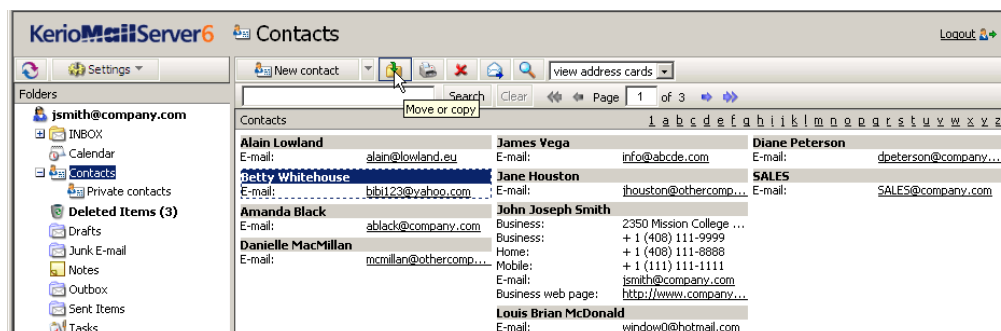 KerioMailServer6
Contacts
Logout
Settings
New contact
view address cards
Folders
Search
Clear
Page
1
of 3
Move or copy
jsmith@company.com
INBOX
Calendar
Contacts
Private contacts
Deleted Items (3)
Drafts
Junk E-mail
Notes
Outbox
Sent Items
Tasks
Contacts
1 a b c d e f g h i j k l m n o p q r s t u v w x y z
Alain Lowland
E-mail: alain@lowland.eu
Betty Whitehouse
E-mail: bibi123@yahoo.com
Amanda Black
E-mail: ablack@company.com
Danielle MacMillan
E-mail: mcmillan@othercomp...
James Vega
E-mail: info@abcde.com
Jane Houston
E-mail: jhouston@othercomp...
John Joseph Smith
Business: 2350 Mission College ...
Business: + 1 (408) 111-9999
Home: + 1 (408) 111-8888
Mobile: + 1 (111) 111-1111
E-mail: jsmith@company.com
Business web page: http://www.company...
Louis Brian McDonald
E-mail: window0@hotmail.com
Diane Peterson
E-mail: dpeterson@company...
SALES
E-mail: SALES@company.com